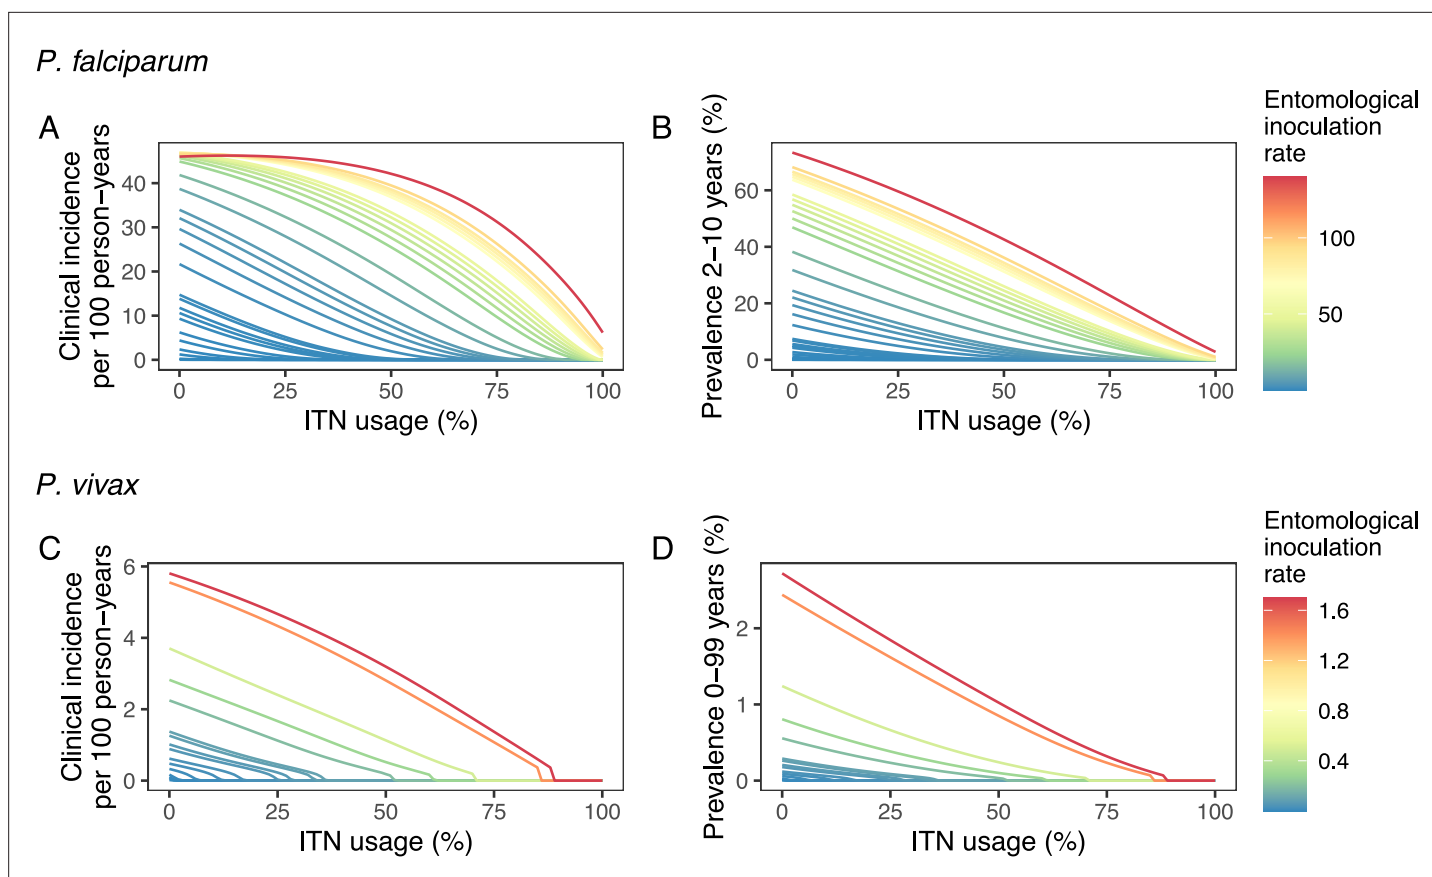 P. falciparum
A
Clinical incidence
per 100 person−years
40
30
20
10
0
0
25
50
75
100
ITN usage (%)
B
Prevalence 2−10 years (%)
60
40
20
0
0
25
50
75
100
ITN usage (%)
Entomological
inoculation
rate
100
50
P. vivax
C
Clinical incidence
per 100 person−years
6
4
2
0
0
25
50
75
100
ITN usage (%)
D
Prevalence 0−99 years (%)
2
1
0
0
25
50
75
100
ITN usage (%)
Entomological
inoculation
rate
1.6
1.2
0.8
0.4